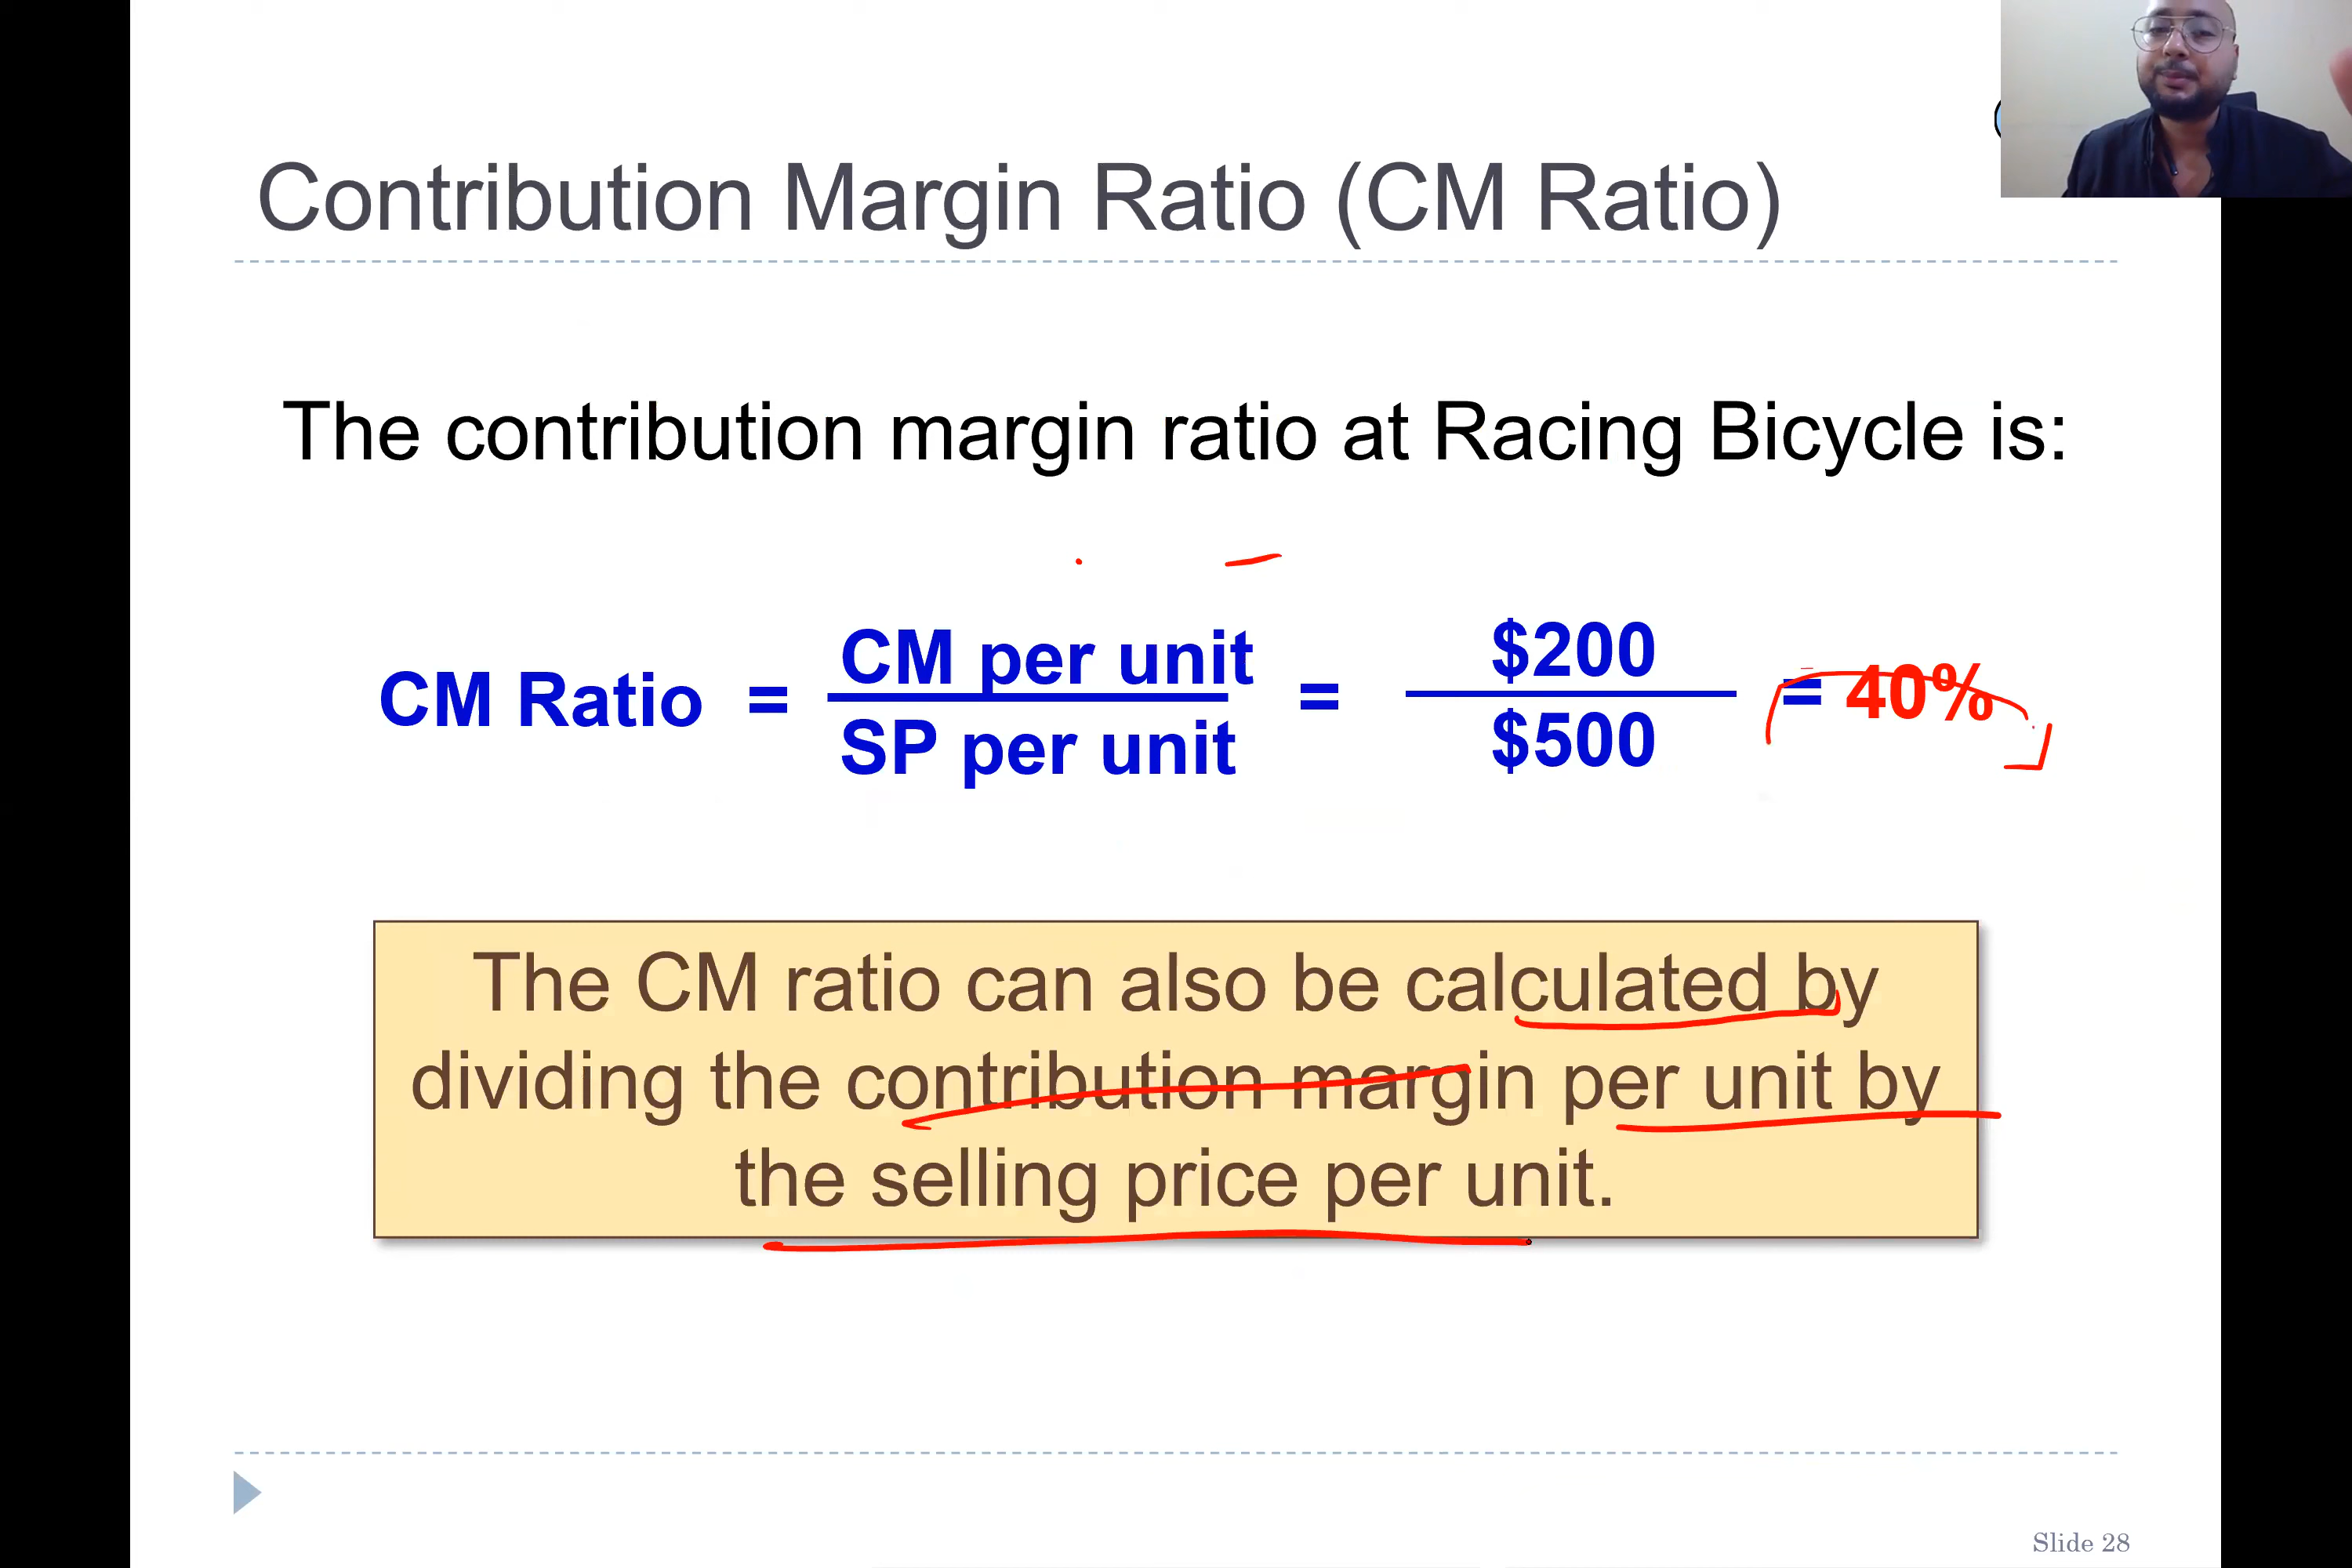 Contribution Margin Ratio (CM Ratio)
The contribution margin ratio at Racing Bicycle is:
CM Ratio = CM per unit / SP per unit = $200 / $500 = 40%
The CM ratio can also be calculated by
dividing the contribution margin per unit by
the selling price per unit.
Slide 28